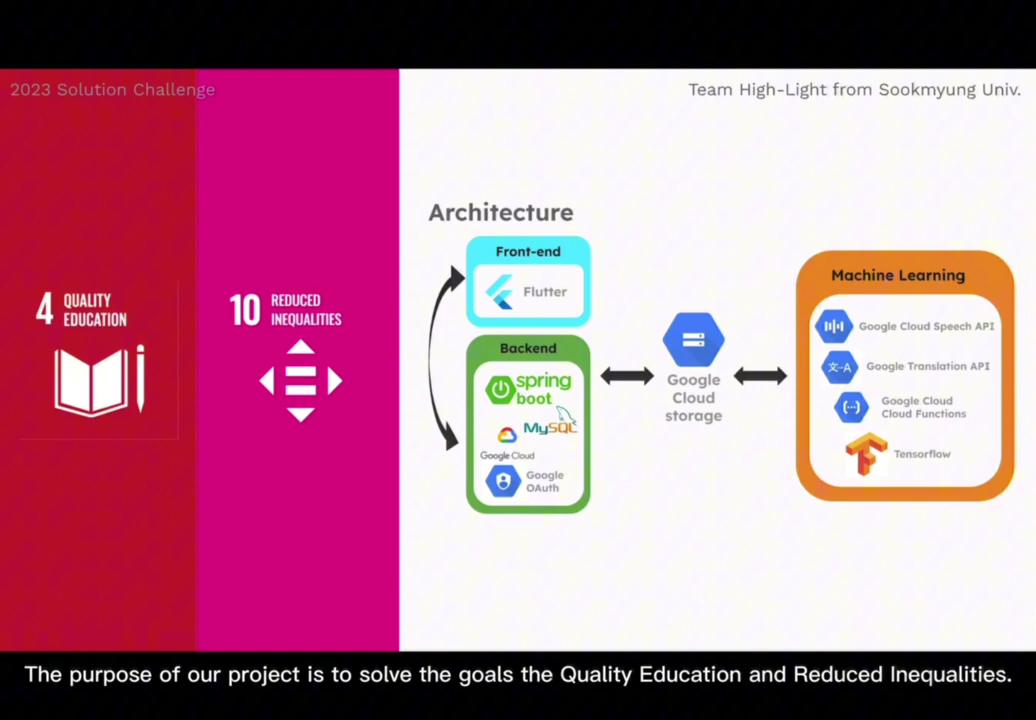 2023 Solution Challenge
Team High-Light from Sookmyung Univ.
4 QUALITY
EDUCATION
10 REDUCED
INEQUALITIES
Architecture
Front-end
Flutter
Backend
spring
boot
MySQL
Google Cloud
Google
OAuth
Google
Cloud
storage
Machine Learning
Google Cloud Speech API
文→A
Google Translation API
Google Cloud
Cloud Functions
Tensorflow
The purpose of our project is to solve the goals the Quality Education and Reduced Inequalities.